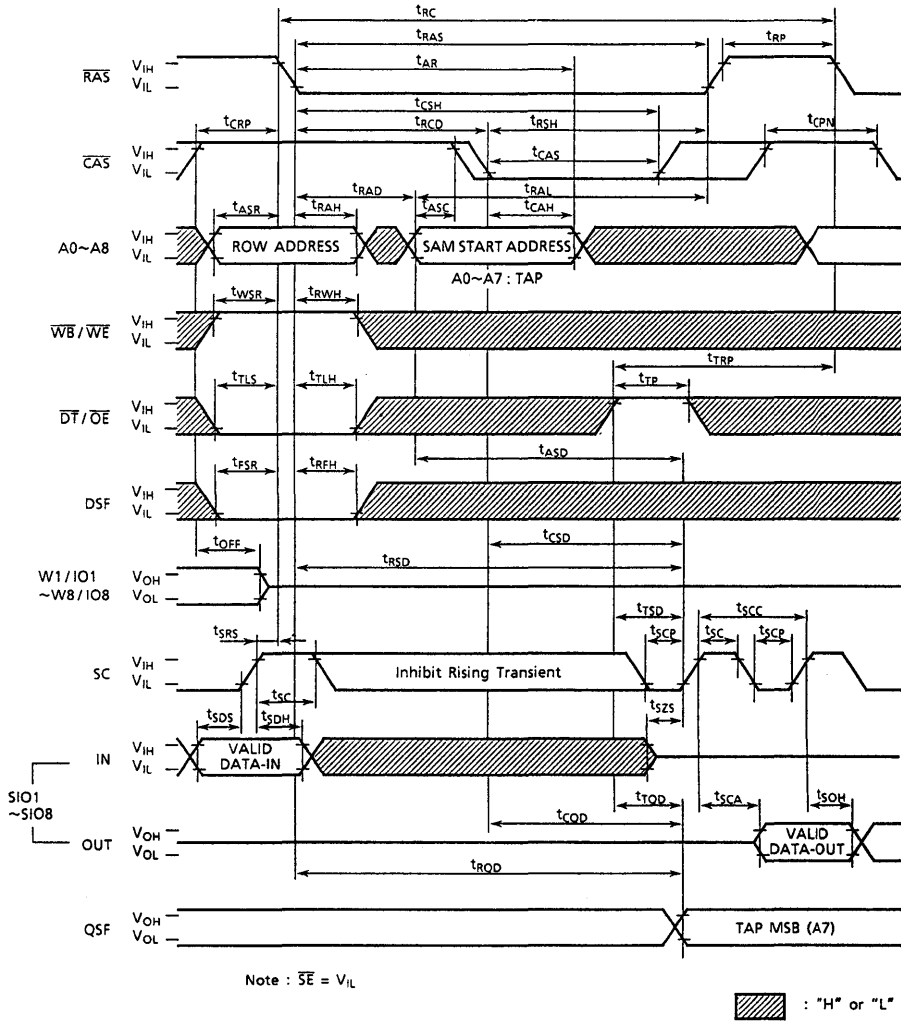 tRC
tRAS
tRP
RAS VIH
VIL
tAR
tCSH
tCRP
tRCD
tRSH
tCPN
CAS VIH
VIL
tCAS
tRAD
tRAL
tASR
tRAH
tASC
tCAH
A0~A8 VIH
VIL
ROW ADDRESS
SAM START ADDRESS
A0~A7 : TAP
tWSR
tRWH
WB/WE VIH
VIL
tTRP
tTLS
tTLH
tTP
DT/OE VIH
VIL
tASD
tFSR
tRFH
DSF VIH
VIL
tOFF
tCSD
tRSD
W1/IO1
~W8/IO8
VOH
VOL
tTSD
tSCC
tSRS
tSCP
tSC
tSCP
SC VIH
VIL
Inhibit Rising Transient
tSC
tSZS
tSDS
tSDH
IN VIH
VIL
VALID
DATA-IN
SIO1
~SIO8
tTQD
tSCA
tSOH
tCQD
OUT VOH
VOL
VALID
DATA-OUT
tRQD
QSF VOH
VOL
TAP MSB (A7)
Note : SE = VIL
: "H" or "L"